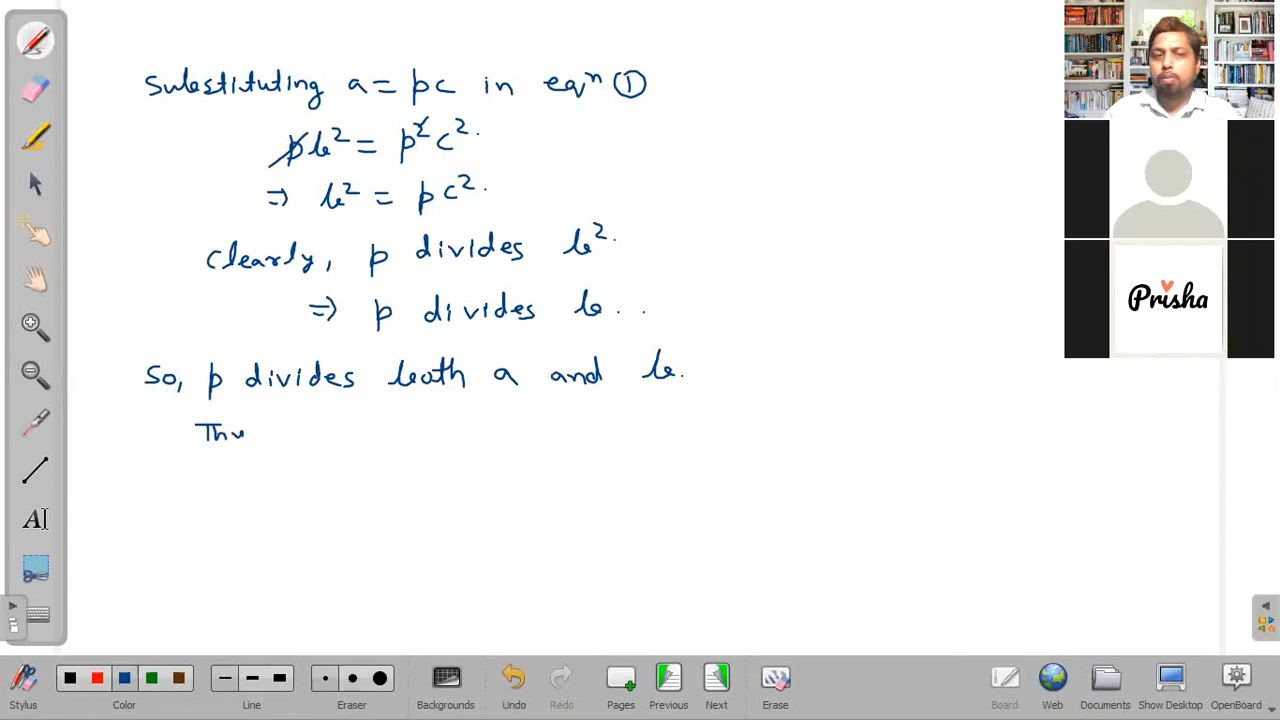 Substituting a = pc in eqⁿ ①
pb² = p²c².
⇒ b² = pc².
clearly, p divides b².
⇒ p divides b . .
So, p divides both a and b.
Thu
Prisha
Stylus
Color
Line
Eraser
Backgrounds
Undo
Redo
Pages
Previous
Next
Erase
Board
Web
Documents
Show Desktop
OpenBoard